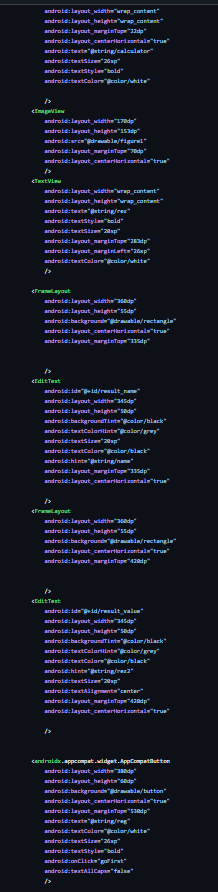 android:layout_width="wrap_content"
android:layout_height="wrap_content"
android:layout_marginTop="22dp"
android:layout_centerHorizontal="true"
android:text="@string/calculator"
android:textSize="26sp"
android:textStyle="bold"
android:textColor="@color/white"
/>
<ImageView
android:layout_width="170dp"
android:layout_height="153dp"
android:src="@drawable/figure1"
android:layout_marginTop="70dp"
android:layout_centerHorizontal="true"
/>
<TextView
android:layout_width="wrap_content"
android:layout_height="wrap_content"
android:text="@string/rez"
android:textStyle="bold"
android:textSize="20sp"
android:layout_marginTop="283dp"
android:layout_marginLeft="26sp"
android:textColor="@color/white"
/>
<FrameLayout
android:layout_width="360dp"
android:layout_height="55dp"
android:background="@drawable/rectangle"
android:layout_centerHorizontal="true"
android:layout_marginTop="335dp"
/>
<EditText
android:id="@+id/result_name"
android:layout_width="345dp"
android:layout_height="50dp"
android:backgroundTint="@color/black"
android:textColorHint="@color/grey"
android:textSize="20sp"
android:textColor="@color/black"
android:hint="@string/name"
android:layout_marginTop="335dp"
android:layout_centerHorizontal="true"
/>
<FrameLayout
android:layout_width="360dp"
android:layout_height="55dp"
android:background="@drawable/rectangle"
android:layout_centerHorizontal="true"
android:layout_marginTop="420dp"
/>
<EditText
android:id="@+id/result_value"
android:layout_width="345dp"
android:layout_height="50dp"
android:backgroundTint="@color/black"
android:textColorHint="@color/grey"
android:textColor="@color/black"
android:hint="@string/rez2"
android:textSize="20sp"
android:textAlignment="center"
android:layout_marginTop="420dp"
android:layout_centerHorizontal="true"
/>
<androidx.appcompat.widget.AppCompatButton
android:layout_width="380dp"
android:layout_height="60dp"
android:background="@drawable/button"
android:layout_centerHorizontal="true"
android:layout_marginTop="530dp"
android:text="@string/reg"
android:textColor="@color/white"
android:textSize="26sp"
android:textStyle="bold"
android:onClick="goFirst"
android:textAllCaps="false"
/>